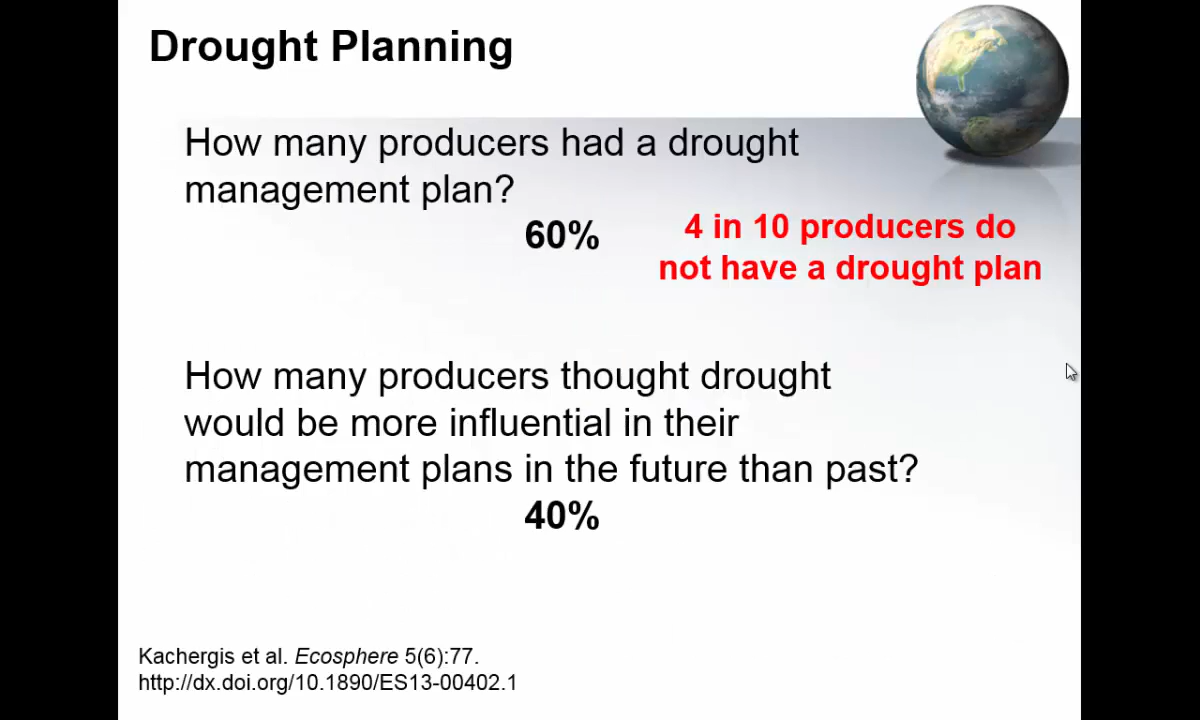 Drought Planning
How many producers had a drought
management plan?
60%
4 in 10 producers do
not have a drought plan
How many producers thought drought
would be more influential in their
management plans in the future than past?
40%
Kachergis et al. Ecosphere 5(6):77.
http://dx.doi.org/10.1890/ES13-00402.1